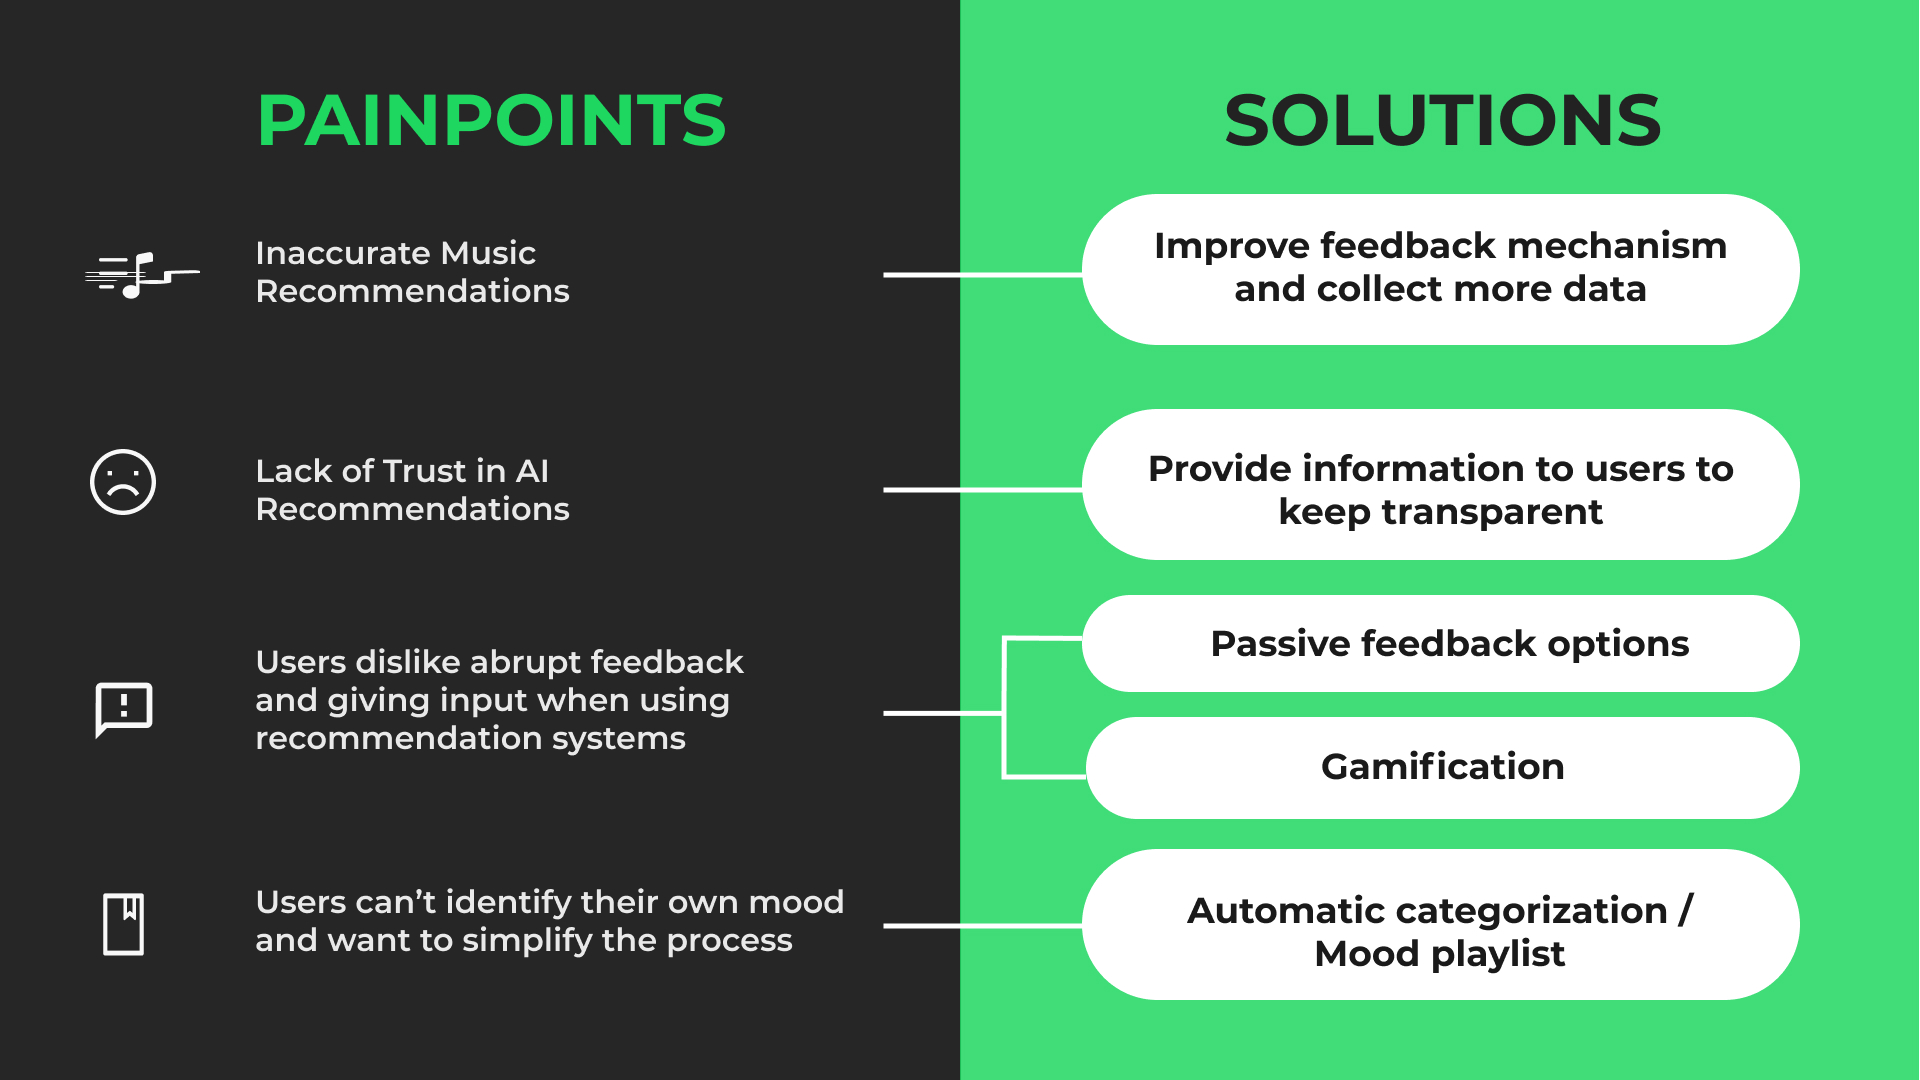 PAINPOINTS
SOLUTIONS
Inaccurate Music
Recommendations
Improve feedback mechanism
and collect more data
Lack of Trust in AI
Recommendations
Provide information to users to
keep transparent
Users dislike abrupt feedback
and giving input when using
recommendation systems
Passive feedback options
Gamification
Users can’t identify their own mood
and want to simplify the process
Automatic categorization /
Mood playlist